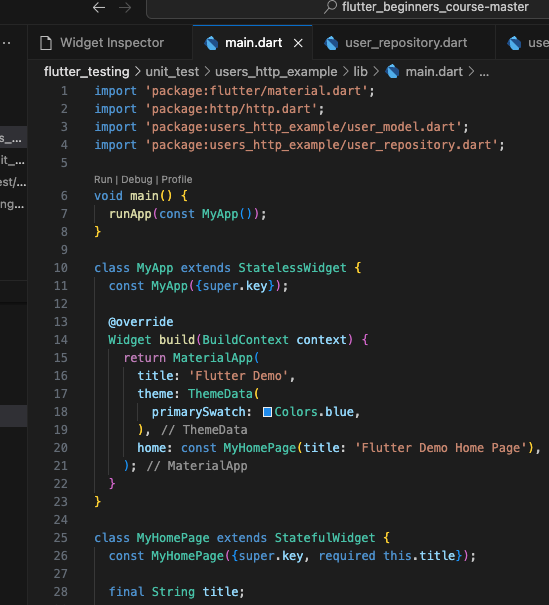 flutter_beginners_course-master
Widget Inspector
main.dart
user_repository.dart
use
flutter_testing > unit_test > users_http_example > lib > main.dart > ...
s_...
it_...
est/...
ng...
1 import 'package:flutter/material.dart';
2 import 'package:http/http.dart';
3 import 'package:users_http_example/user_model.dart';
4 import 'package:users_http_example/user_repository.dart';
5
Run | Debug | Profile
6 void main() {
7 runApp(const MyApp());
8 }
9
10 class MyApp extends StatelessWidget {
11 const MyApp({super.key});
12
13 @override
14 Widget build(BuildContext context) {
15 return MaterialApp(
16 title: 'Flutter Demo',
17 theme: ThemeData(
18 primarySwatch: Colors.blue,
19 ), // ThemeData
20 home: const MyHomePage(title: 'Flutter Demo Home Page'),
21 ); // MaterialApp
22 }
23 }
24
25 class MyHomePage extends StatefulWidget {
26 const MyHomePage({super.key, required this.title});
27
28 final String title;